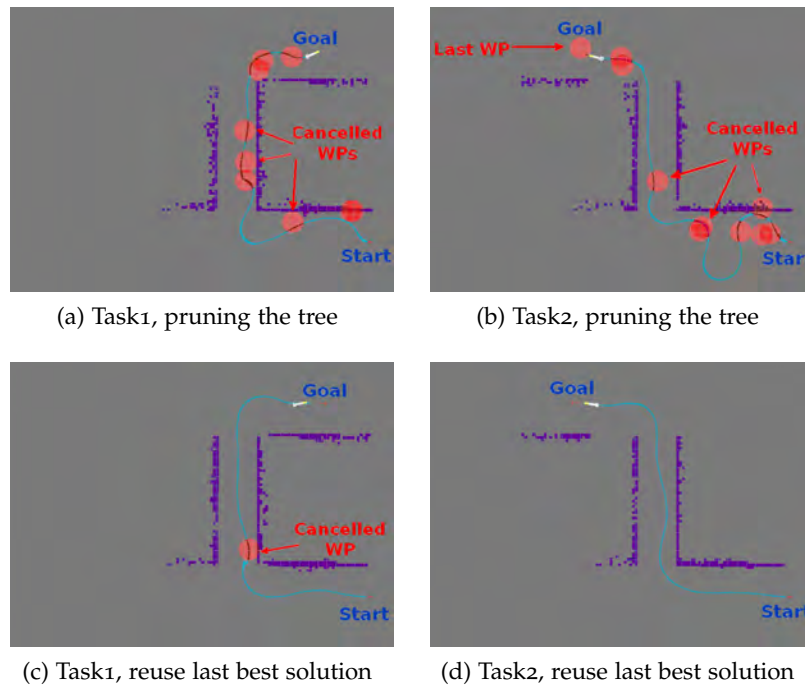 Goal
Cancelled
WPs
Start
(a) Task1, pruning the tree
Last WP
Goal
Cancelled
WPs
Start
(b) Task2, pruning the tree
Goal
Cancelled
WP
Start
(c) Task1, reuse last best solution
Goal
Start
(d) Task2, reuse last best solution